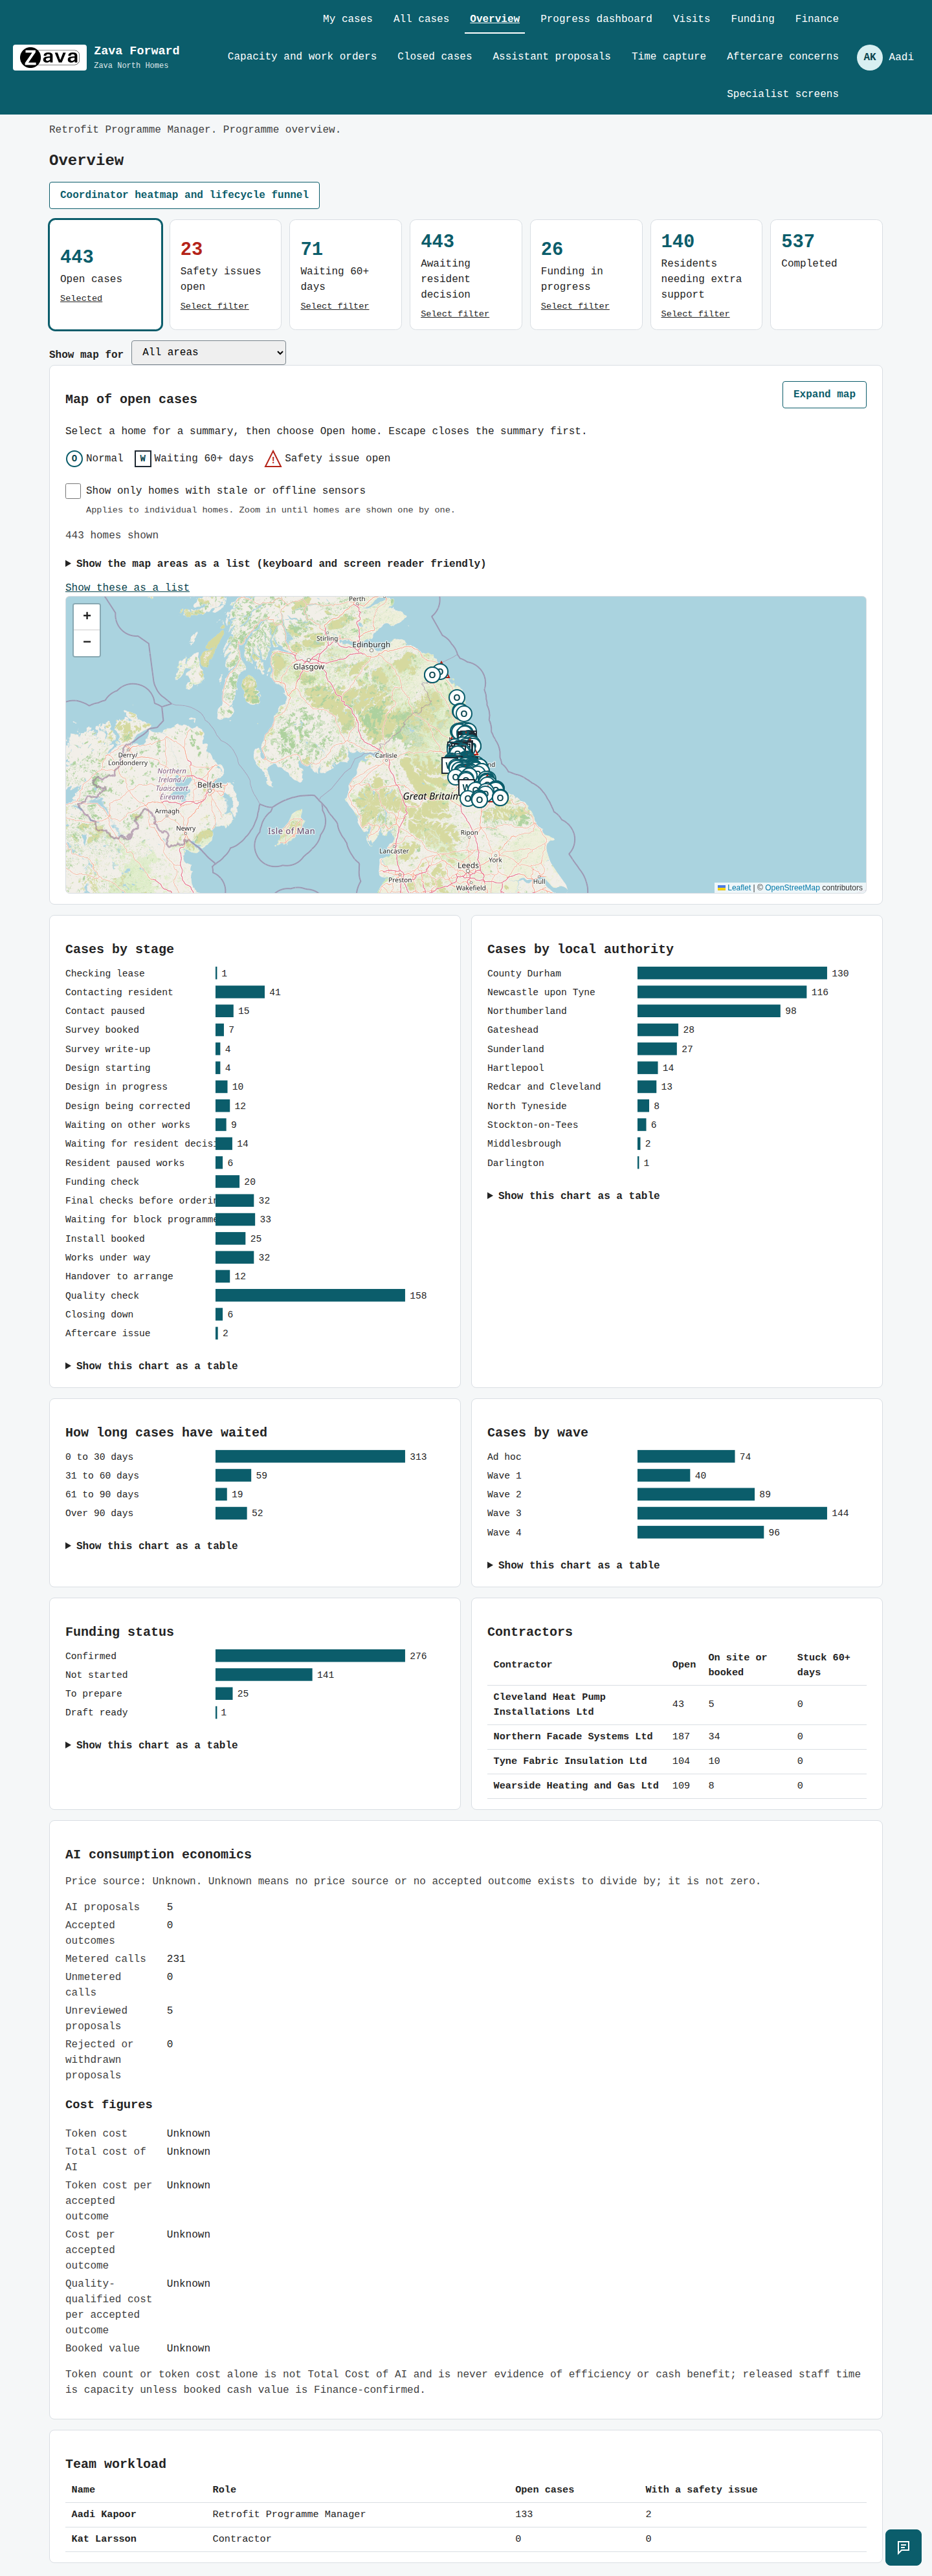 My cases All cases Overview Progress dashboard Visits Funding Finance
Zava
Zava Forward
Zava North Homes
Capacity and work orders Closed cases Assistant proposals Time capture Aftercare concerns
AK Aadi
Specialist screens
Retrofit Programme Manager. Programme overview.
Overview
Coordinator heatmap and lifecycle funnel
443
Open cases
Selected
23
Safety issues
open
Select filter
71
Waiting 60+
days
Select filter
443
Awaiting
resident
decision
Select filter
26
Funding in
progress
Select filter
140
Residents
needing extra
support
Select filter
537
Completed
Show map for All areas
Map of open cases
Expand map
Select a home for a summary, then choose Open home. Escape closes the summary first.
O Normal W Waiting 60+ days ! Safety issue open
Show only homes with stale or offline sensors
Applies to individual homes. Zoom in until homes are shown one by one.
443 homes shown
Show the map areas as a list (keyboard and screen reader friendly)
Show these as a list
+
−
Perth
Stirling
Edinburgh
Glasgow
Derry/
Londonderry
Northern
Ireland /
Tuaisceart
Éireann
Belfast
Armagh
Newry
Isle of Man
Carlisle
Great Britain
Ripon
Lancaster
York
Leeds
Preston
Hull
Wakefield
Leaflet | © OpenStreetMap contributors
Cases by stage
Checking lease 1
Contacting resident 41
Contact paused 15
Survey booked 7
Survey write-up 4
Design starting 4
Design in progress 10
Design being corrected 12
Waiting on other works 9
Waiting for resident decisi 14
Resident paused works 6
Funding check 20
Final checks before orderin 32
Waiting for block programme 33
Install booked 25
Works under way 32
Handover to arrange 12
Quality check 158
Closing down 6
Aftercare issue 2
Show this chart as a table
Cases by local authority
County Durham 130
Newcastle upon Tyne 116
Northumberland 98
Gateshead 28
Sunderland 27
Hartlepool 14
Redcar and Cleveland 13
North Tyneside 8
Stockton-on-Tees 6
Middlesbrough 2
Darlington 1
Show this chart as a table
How long cases have waited
0 to 30 days 313
31 to 60 days 59
61 to 90 days 19
Over 90 days 52
Show this chart as a table
Cases by wave
Ad hoc 74
Wave 1 40
Wave 2 89
Wave 3 144
Wave 4 96
Show this chart as a table
Funding status
Confirmed 276
Not started 141
To prepare 25
Draft ready 1
Show this chart as a table
Contractors
Contractor Open On site or booked Stuck 60+ days
Cleveland Heat Pump Installations Ltd 43 5 0
Northern Facade Systems Ltd 187 34 0
Tyne Fabric Insulation Ltd 104 10 0
Wearside Heating and Gas Ltd 109 8 0
AI consumption economics
Price source: Unknown. Unknown means no price source or no accepted outcome exists to divide by; it is not zero.
AI proposals 5
Accepted outcomes 0
Metered calls 231
Unmetered calls 0
Unreviewed proposals 5
Rejected or withdrawn proposals 0
Cost figures
Token cost Unknown
Total cost of AI Unknown
Token cost per accepted outcome Unknown
Cost per accepted outcome Unknown
Quality-qualified cost per accepted outcome Unknown
Booked value Unknown
Token count or token cost alone is not Total Cost of AI and is never evidence of efficiency or cash benefit; released staff time
is capacity unless booked cash value is Finance-confirmed.
Team workload
Name Role Open cases With a safety issue
Aadi Kapoor Retrofit Programme Manager 133 2
Kat Larsson Contractor 0 0